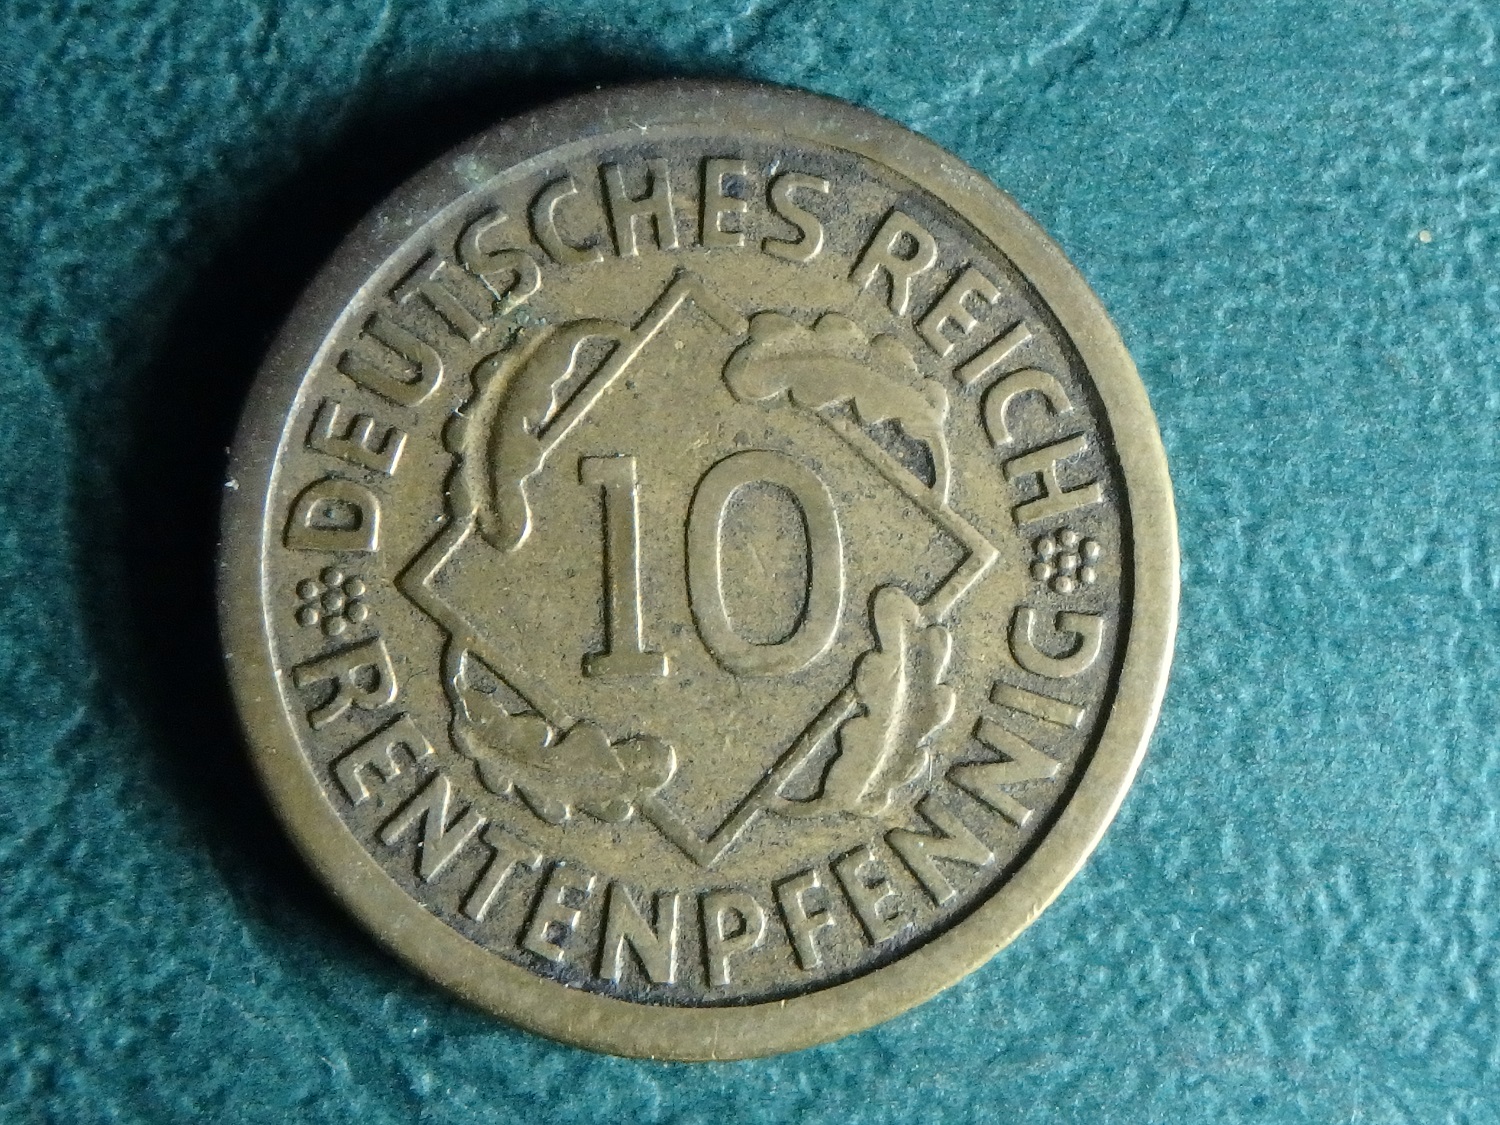 DEUTSCHES REICH
10
RENTENPFENNIG